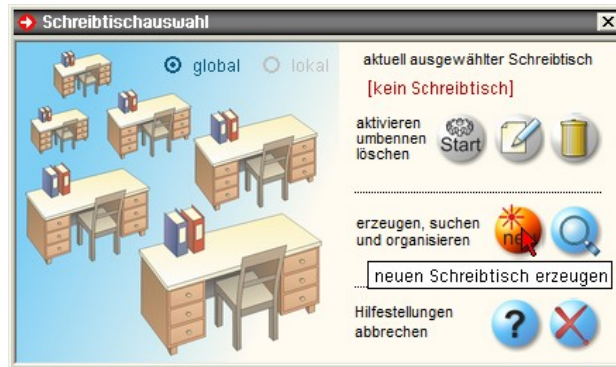 Schreibtischauswahl
global
lokal
aktuell ausgewählter Schreibtisch
[kein Schreibtisch]
aktivieren
umbennen
löschen
Start
erzeugen, suchen
und organisieren
neuen Schreibtisch erzeugen
Hilfestellungen
abbrechen
?